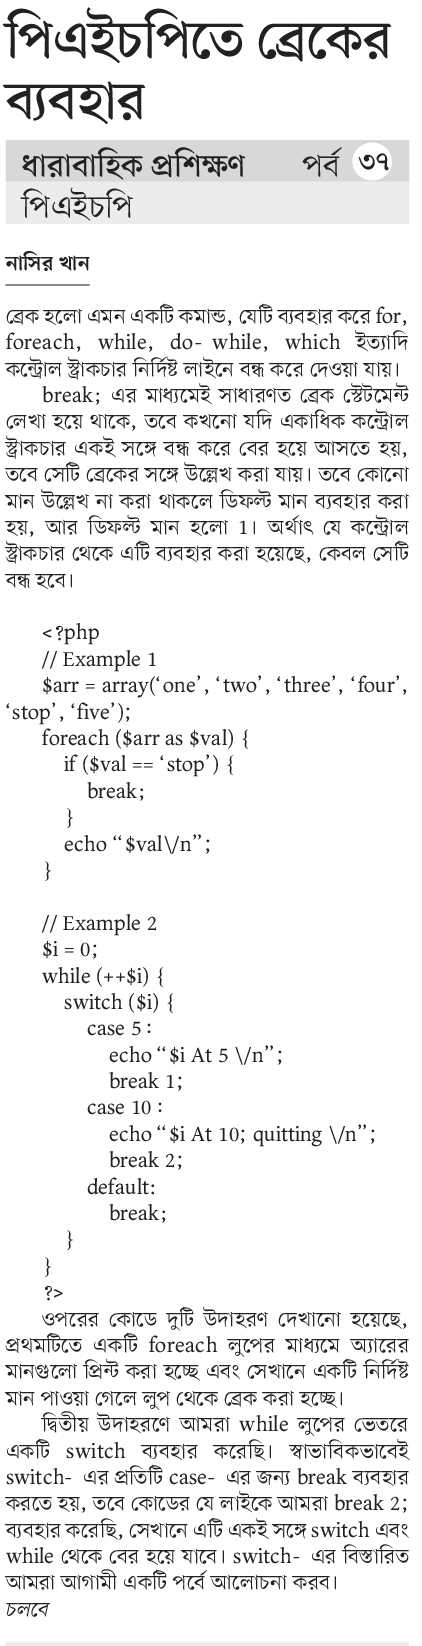 পিএইচপিতে ব্রেকের
ব্যবহার
ধারাবাহিক প্রশিক্ষণ পর্ব ৩৭
পিএইচপি
নাসির খান
ব্রেক হলো এমন একটি কমান্ড, যেটি ব্যবহার করে for,
foreach, while, do- while, which ইত্যাদি
কন্ট্রোল স্ট্রাকচার নির্দিষ্ট লাইনে বন্ধ করে দেওয়া যায়।
break; এর মাধ্যমেই সাধারণত ব্রেক স্টেটমেন্ট
লেখা হয়ে থাকে, তবে কখনো যদি একাধিক কন্ট্রোল
স্ট্রাকচার একই সঙ্গে বন্ধ করে বের হয়ে আসতে হয়,
তবে সেটি ব্রেকের সঙ্গে উল্লেখ করা যায়। তবে কোনো
মান উল্লেখ না করা থাকলে ডিফল্ট মান ব্যবহার করা
হয়, আর ডিফল্ট মান হলো 1। অর্থাৎ যে কন্ট্রোল
স্ট্রাকচার থেকে এটি ব্যবহার করা হয়েছে, কেবল সেটি
বন্ধ হবে।
<?php
// Example 1
$arr = array(‘one’, ‘two’, ‘three’, ‘four’,
‘stop’, ‘five’);
foreach ($arr as $val) {
if ($val == ‘stop’) {
break;
}
echo “$val\/n”;
}
// Example 2
$i = 0;
while (++$i) {
switch ($i) {
case 5 :
echo “$i At 5 \/n”;
break 1;
case 10 :
echo “$i At 10; quitting \/n”;
break 2;
default:
break;
}
}
?>
ওপরের কোডে দুটি উদাহরণ দেখানো হয়েছে,
প্রথমটিতে একটি foreach লুপের মাধ্যমে অ্যারের
মানগুলো প্রিন্ট করা হচ্ছে এবং সেখানে একটি নির্দিষ্ট
মান পাওয়া গেলে লুপ থেকে ব্রেক করা হচ্ছে।
দ্বিতীয় উদাহরণে আমরা while লুপের ভেতরে
একটি switch ব্যবহার করেছি। স্বাভাবিকভাবেই
switch- এর প্রতিটি case- এর জন্য break ব্যবহার
করতে হয়, তবে কোডের যে লাইকে আমরা break 2;
ব্যবহার করেছি, সেখানে এটি একই সঙ্গে switch এবং
while থেকে বের হয়ে যাবে। switch- এর বিস্তারিত
আমরা আগামী একটি পর্বে আলোচনা করব।
চলবে